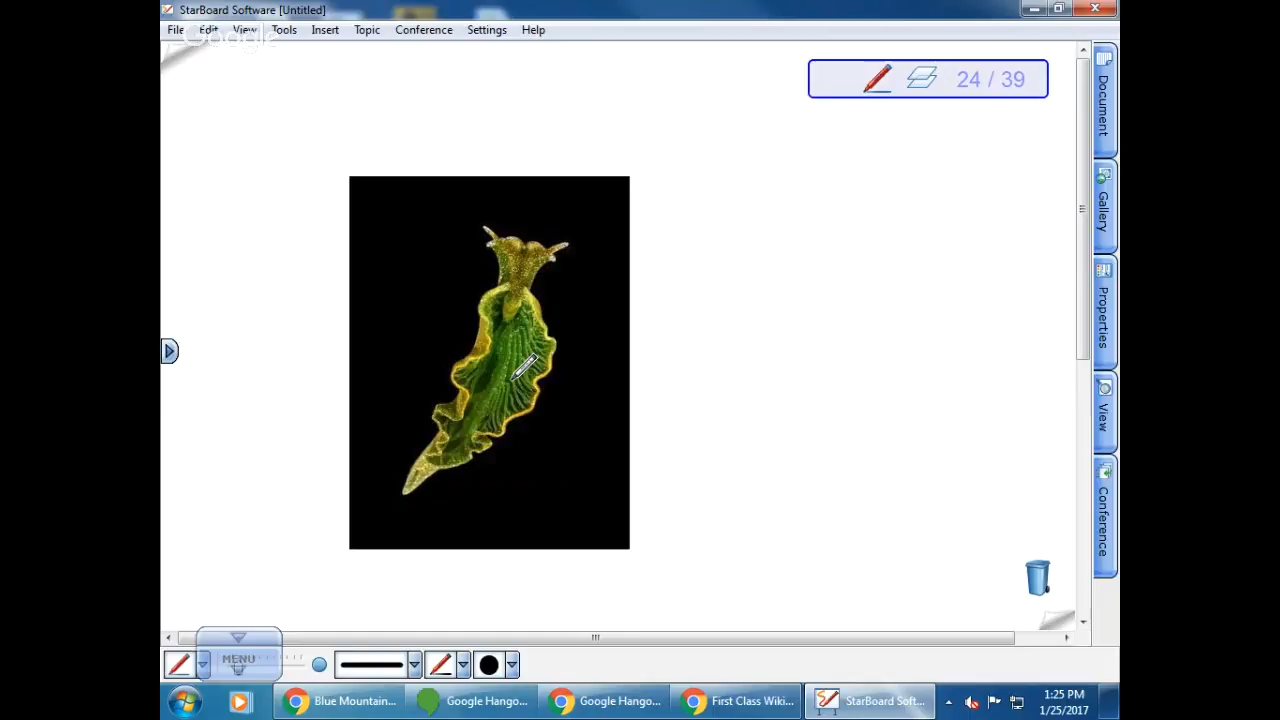 StarBoard Software [Untitled]
File Edit View Tools Insert Topic Conference Settings Help
Google
24 / 39
Document
Gallery
Properties
View
Conference
MENU
Blue Mountain... Google Hango... Google Hango... First Class Wiki... StarBoard Soft...
1:25 PM
1/25/2017